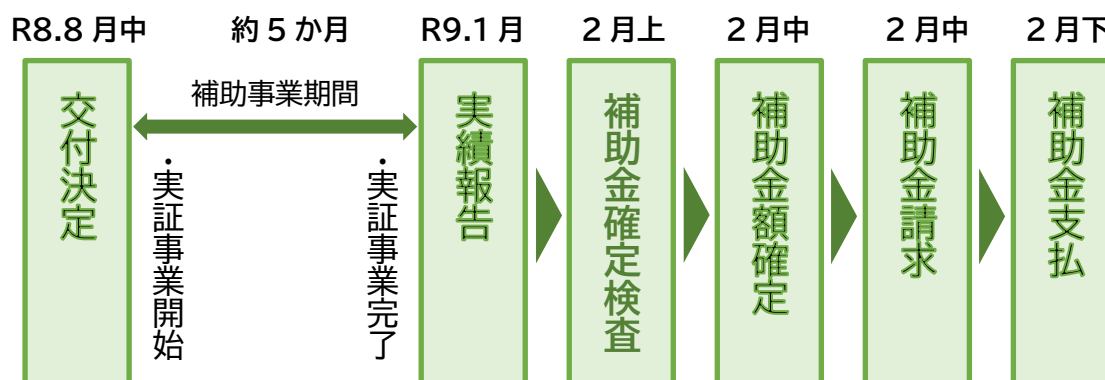 R8.8 月中
約 5 か月
R9.1 月
2 月上
2 月中
2 月中
2 月下
交付決定
補助事業期間
・実証事業開始
・実証事業完了
実績報告
補助金確定検査
補助金額確定
補助金請求
補助金支払